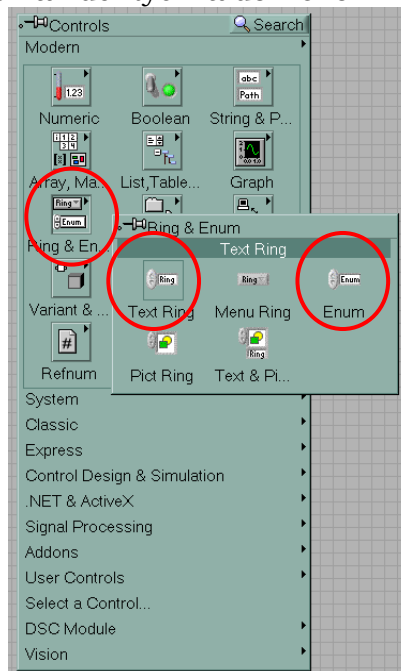 Controls
Search
Modern
1.23
abc
Path
Numeric
Boolean
String & P...
Array, Ma...
List,Table...
Graph
Ring
Enum
Ring & En...
Ring & Enum
Text Ring
Ring
Ring
Enum
Text Ring
Menu Ring
Enum
Ring
Pict Ring
Text & Pi...
Variant & ...
#
Refnum
System
Classic
Express
Control Design & Simulation
.NET & ActiveX
Signal Processing
Addons
User Controls
Select a Control...
DSC Module
Vision